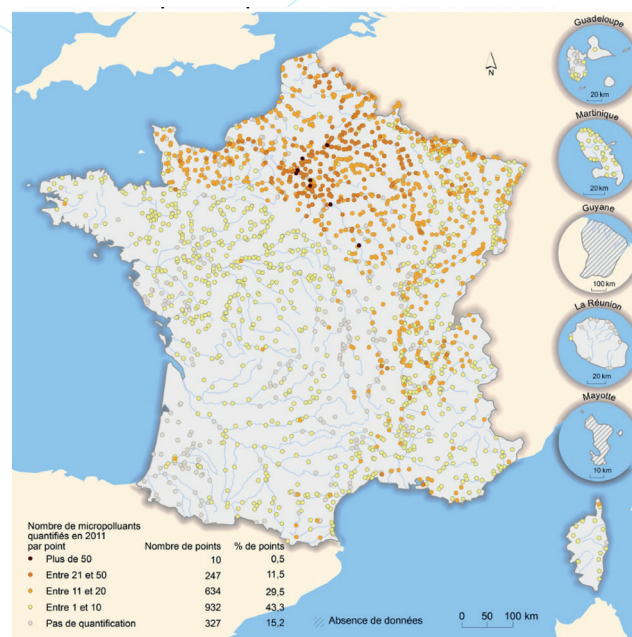 Guadeloupe
20 km
N
Martinique
20 km
Guyane
100 km
La Réunion
20 km
Mayotte
10 km
Nombre de micropolluants
quantifiés en 2011
par point Nombre de points % de points
Plus de 50 10 0,5
Entre 21 et 50 247 11,5
Entre 11 et 20 634 29,5
Entre 1 et 10 932 43,3
Pas de quantification 327 15,2
Absence de données
0 50 100 km